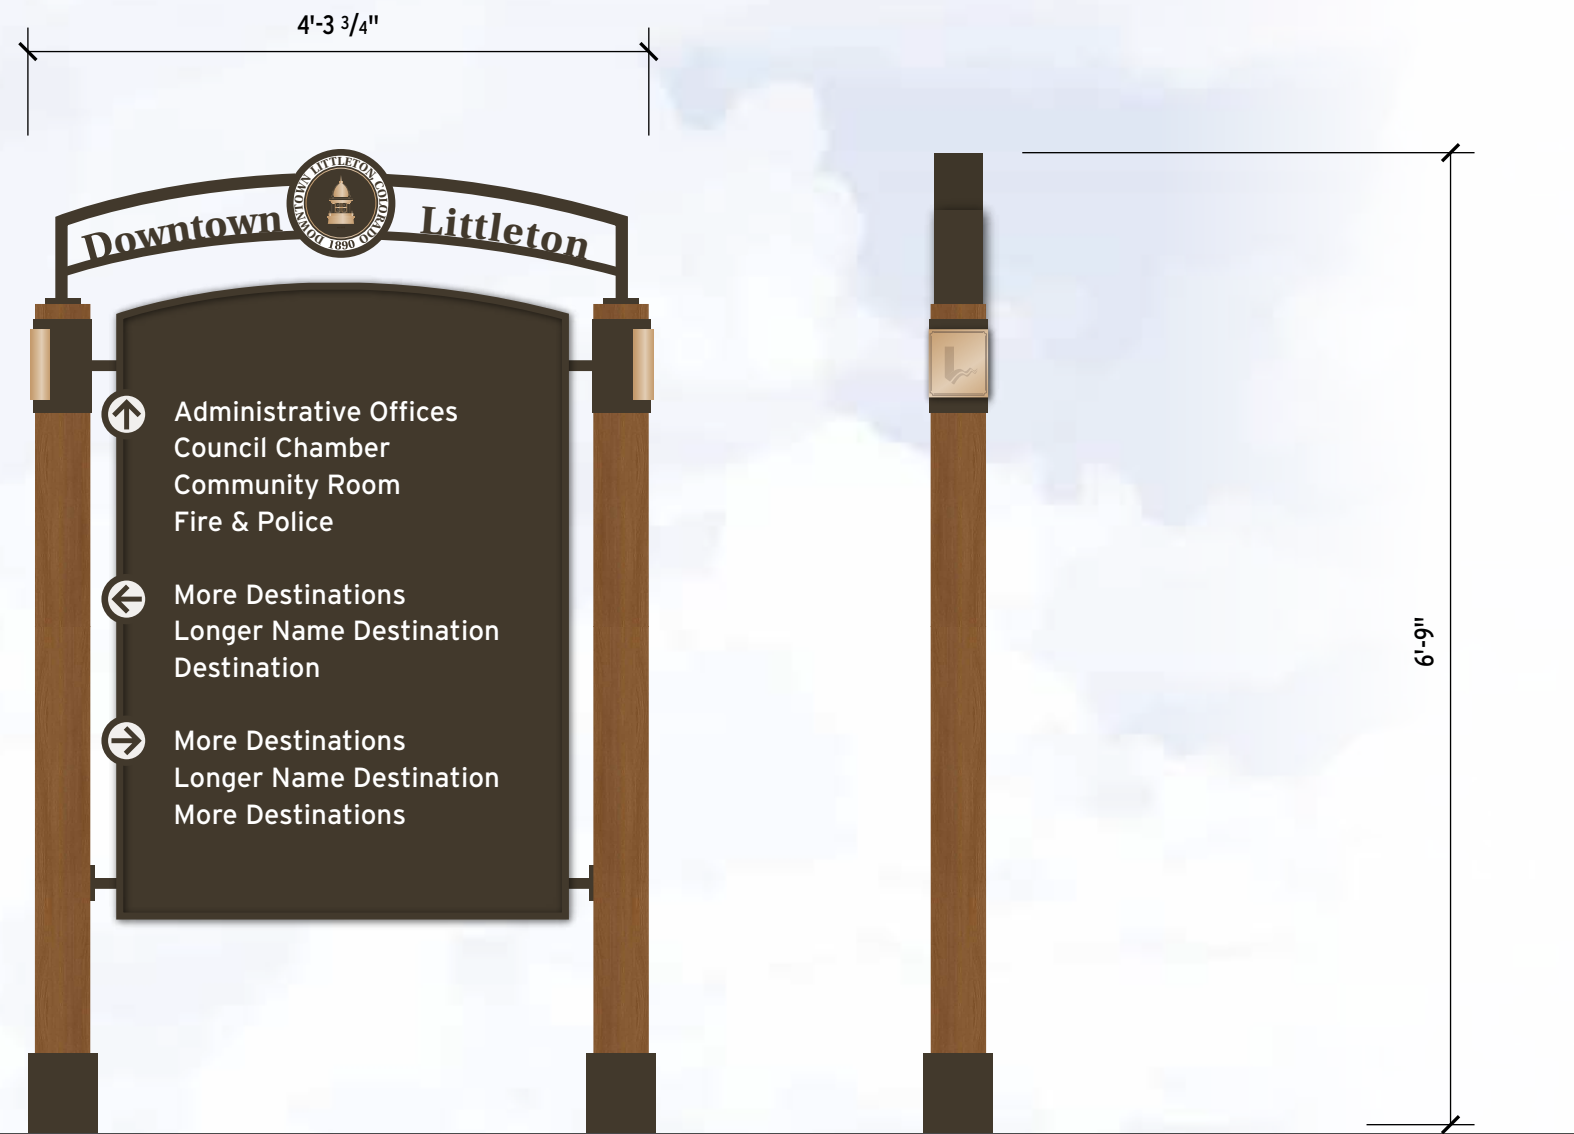 4'-3 3/4"
DOWNTOWN LITTLETON, COLORADO
1890
Downtown Littleton
Administrative Offices
Council Chamber
Community Room
Fire & Police
More Destinations
Longer Name Destination
Destination
More Destinations
Longer Name Destination
More Destinations
6'-9"